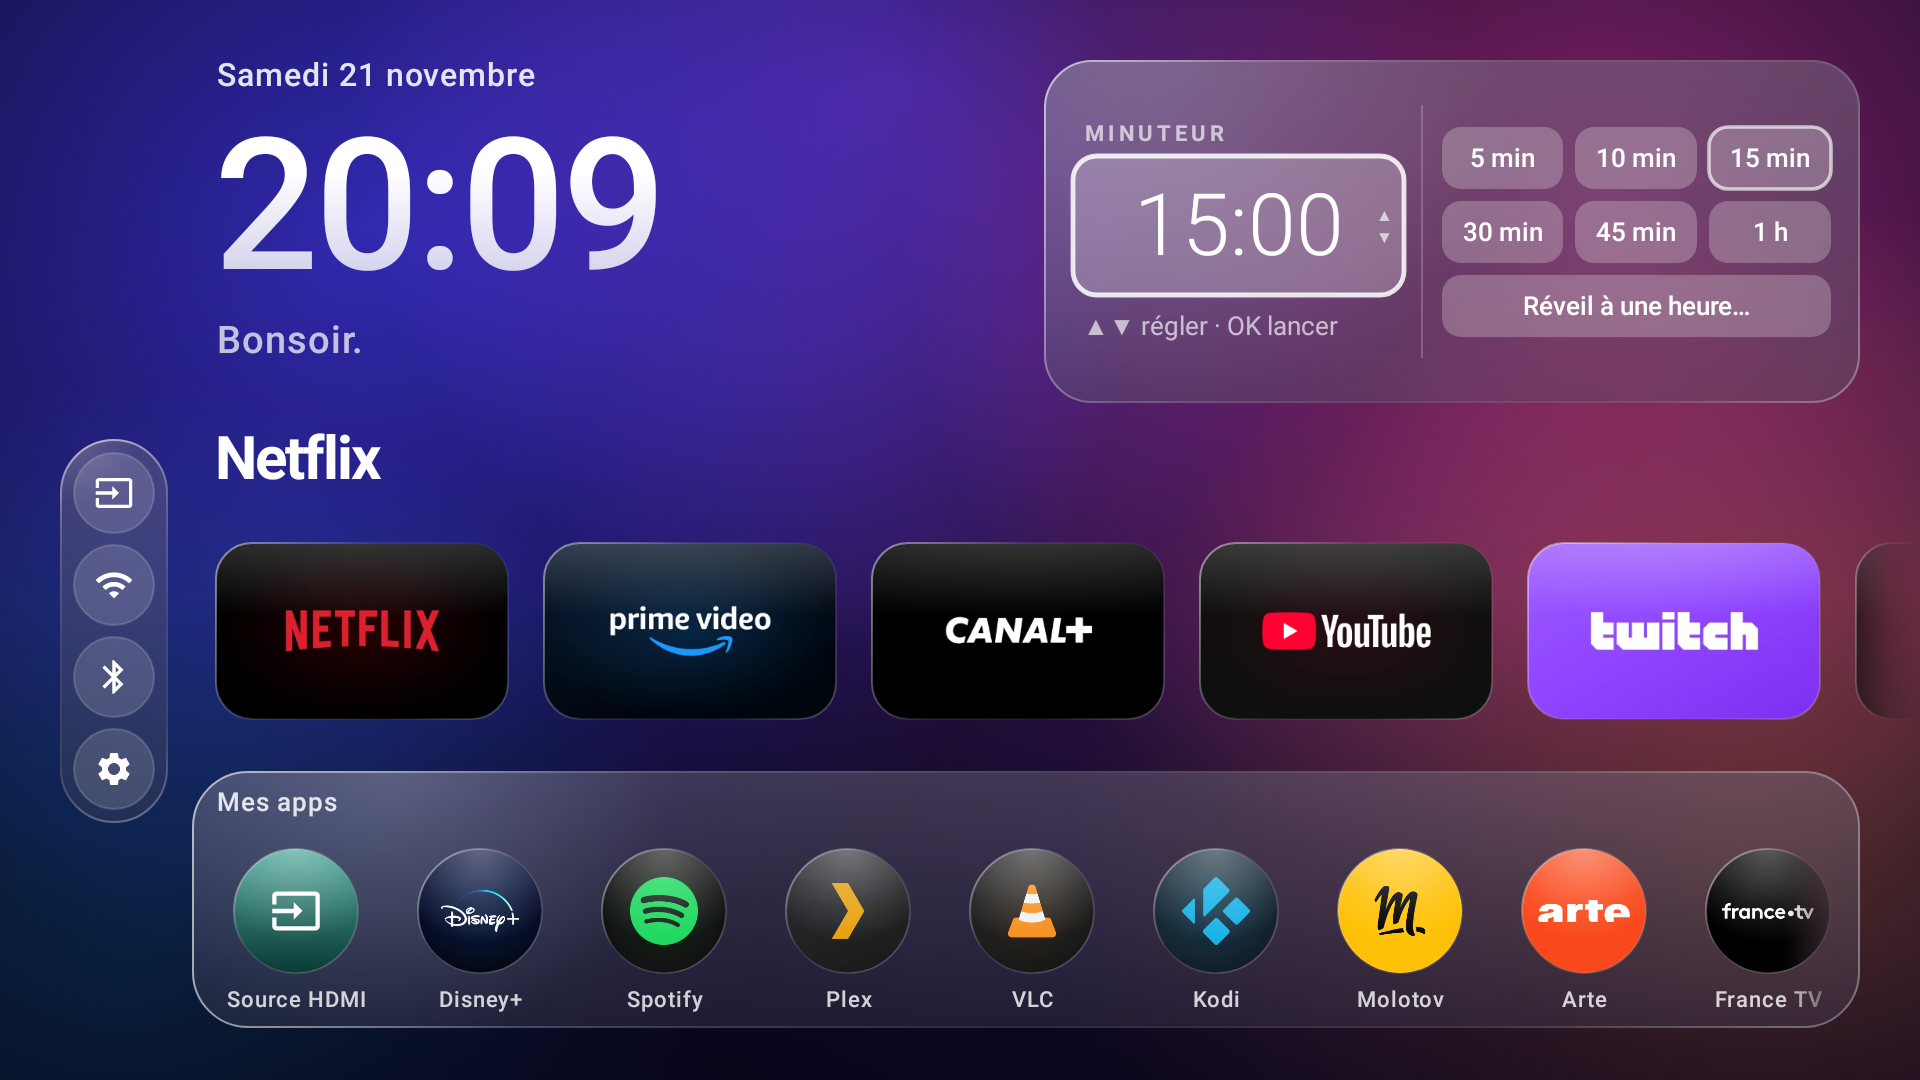 Samedi 21 novembre
20:09
Bonsoir.
MINUTEUR
15:00
▲ ▼ régler · OK lancer
5 min
10 min
15 min
30 min
45 min
1 h
Réveil à une heure…
Netflix
NETFLIX
prime video
CANAL+
YouTube
twitch
Mes apps
Disney+
M.
arte
france•tv
Source HDMI
Disney+
Spotify
Plex
VLC
Kodi
Molotov
Arte
France TV